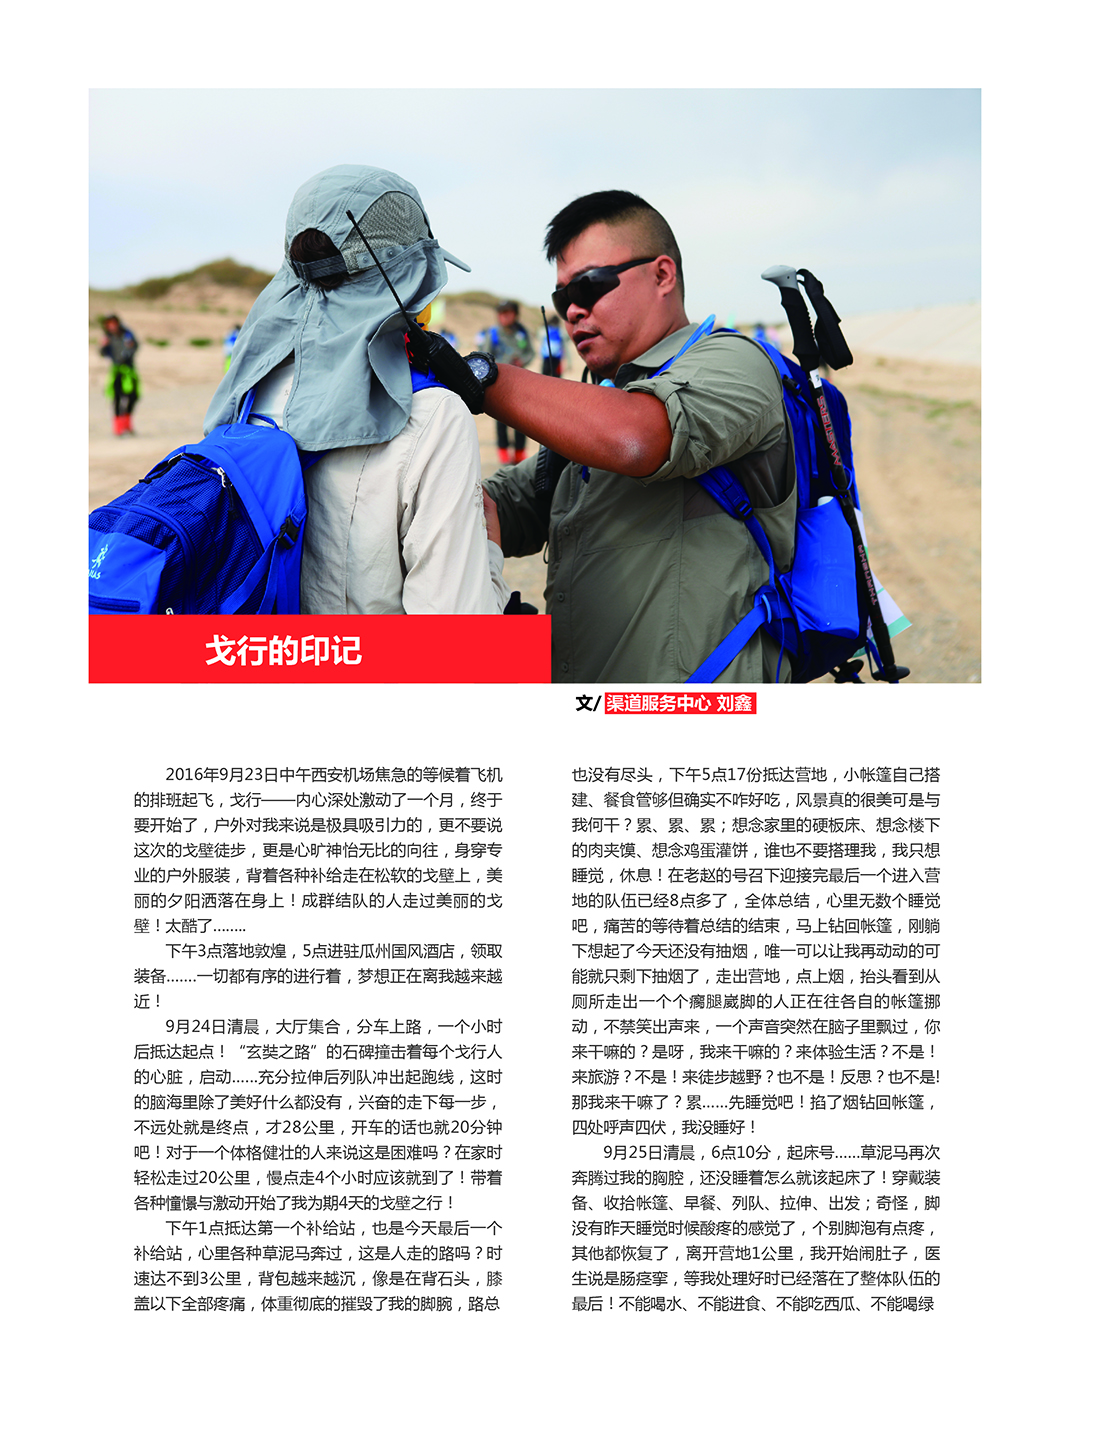 戈行的印记
文/ 渠道服务中心 刘鑫
2016年9月23日中午西安机场焦急的等候着飞机
的排班起飞，戈行——内心深处激动了一个月，终于
要开始了，户外对我来说是极具吸引力的，更不要说
这次的戈壁徒步，更是心旷神怡无比的向往，身穿专
业的户外服装，背着各种补给走在松软的戈壁上，美
丽的夕阳洒落在身上！成群结队的人走过美丽的戈
壁！太酷了........
下午3点落地敦煌，5点进驻瓜州国风酒店，领取
装备.......一切都有序的进行着，梦想正在离我越来越
近！
9月24日清晨，大厅集合，分车上路，一个小时
后抵达起点！“玄奘之路”的石碑撞击着每个戈行人
的心脏，启动......充分拉伸后列队冲出起跑线，这时
的脑海里除了美好什么都没有，兴奋的走下每一步，
不远处就是终点，才28公里，开车的话也就20分钟
吧！对于一个体格健壮的人来说这是困难吗？在家时
轻松走过20公里，慢点走4个小时应该就到了！带着
各种憧憬与激动开始了我为期4天的戈壁之行！
下午1点抵达第一个补给站，也是今天最后一个
补给站，心里各种草泥马奔过，这是人走的路吗？时
速达不到3公里，背包越来越沉，像是在背石头，膝
盖以下全部疼痛，体重彻底的摧毁了我的脚腕，路总
也没有尽头，下午5点17份抵达营地，小帐篷自己搭
建、餐食管够但确实不咋好吃，风景真的很美可是与
我何干？累、累、累；想念家里的硬板床、想念楼下
的肉夹馍、想念鸡蛋灌饼，谁也不要搭理我，我只想
睡觉，休息！在老赵的号召下迎接完最后一个进入营
地的队伍已经8点多了，全体总结，心里无数个睡觉
吧，痛苦的等待着总结的结束，马上钻回帐篷，刚躺
下想起了今天还没有抽烟，唯一可以让我再动动的可
能就只剩下抽烟了，走出营地，点上烟，抬头看到从
厕所走出一个个瘸腿崴脚的人正在往各自的帐篷挪
动，不禁笑出声来，一个声音突然在脑子里飘过，你
来干嘛的？是呀，我来干嘛的？来体验生活？不是！
来旅游？不是！来徒步越野？也不是！反思？也不是!
那我来干嘛了？累......先睡觉吧！掐了烟钻回帐篷，
四处呼声四伏，我没睡好！
9月25日清晨，6点10分，起床号......草泥马再次
奔腾过我的胸腔，还没睡着怎么就该起床了！穿戴装
备、收拾帐篷、早餐、列队、拉伸、出发；奇怪，脚
没有昨天睡觉时候酸疼的感觉了，个别脚泡有点疼，
其他都恢复了，离开营地1公里，我开始闹肚子，医
生说是肠痉挛，等我处理好时已经落在了整体队伍的
最后！不能喝水、不能进食、不能吃西瓜、不能喝绿